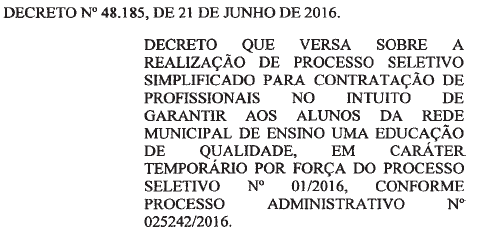 DECRETO Nº 48.185, DE 21 DE JUNHO DE 2016.
DECRETO QUE VERSA SOBRE A
REALIZAÇÃO DE PROCESSO SELETIVO
SIMPLIFICADO PARA CONTRATAÇÃO DE
PROFISSIONAIS NO INTUITO DE
GARANTIR AOS ALUNOS DA REDE
MUNICIPAL DE ENSINO UMA EDUCAÇÃO
DE QUALIDADE, EM CARÁTER
TEMPORÁRIO POR FORÇA DO PROCESSO
SELETIVO Nº 01/2016, CONFORME
PROCESSO ADMINISTRATIVO Nº
025242/2016.